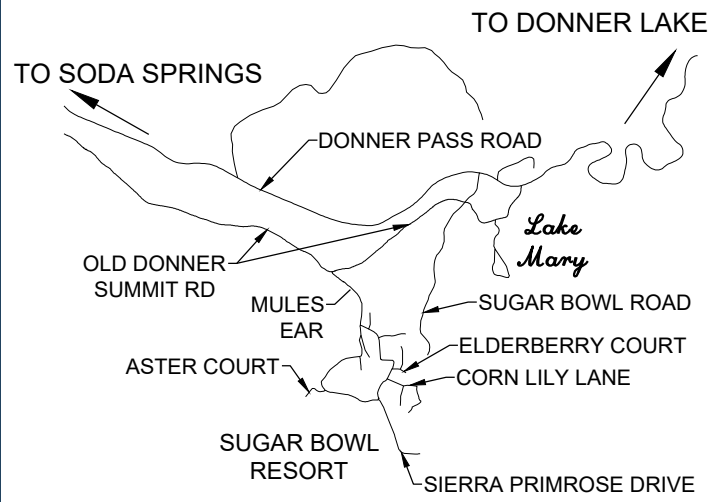 TO DONNER LAKE
TO SODA SPRINGS
DONNER PASS ROAD
Lake
Mary
OLD DONNER
SUMMIT RD
MULES
EAR
SUGAR BOWL ROAD
ELDERBERRY COURT
ASTER COURT
CORN LILY LANE
SUGAR BOWL
RESORT
SIERRA PRIMROSE DRIVE